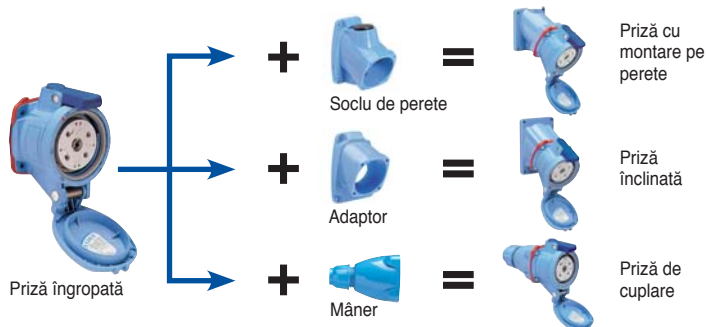 Priză cu
montare pe
perete
Soclu de perete
Priză
înclinată
Adaptor
Priză îngropată
Priză de
cuplare
Mâner